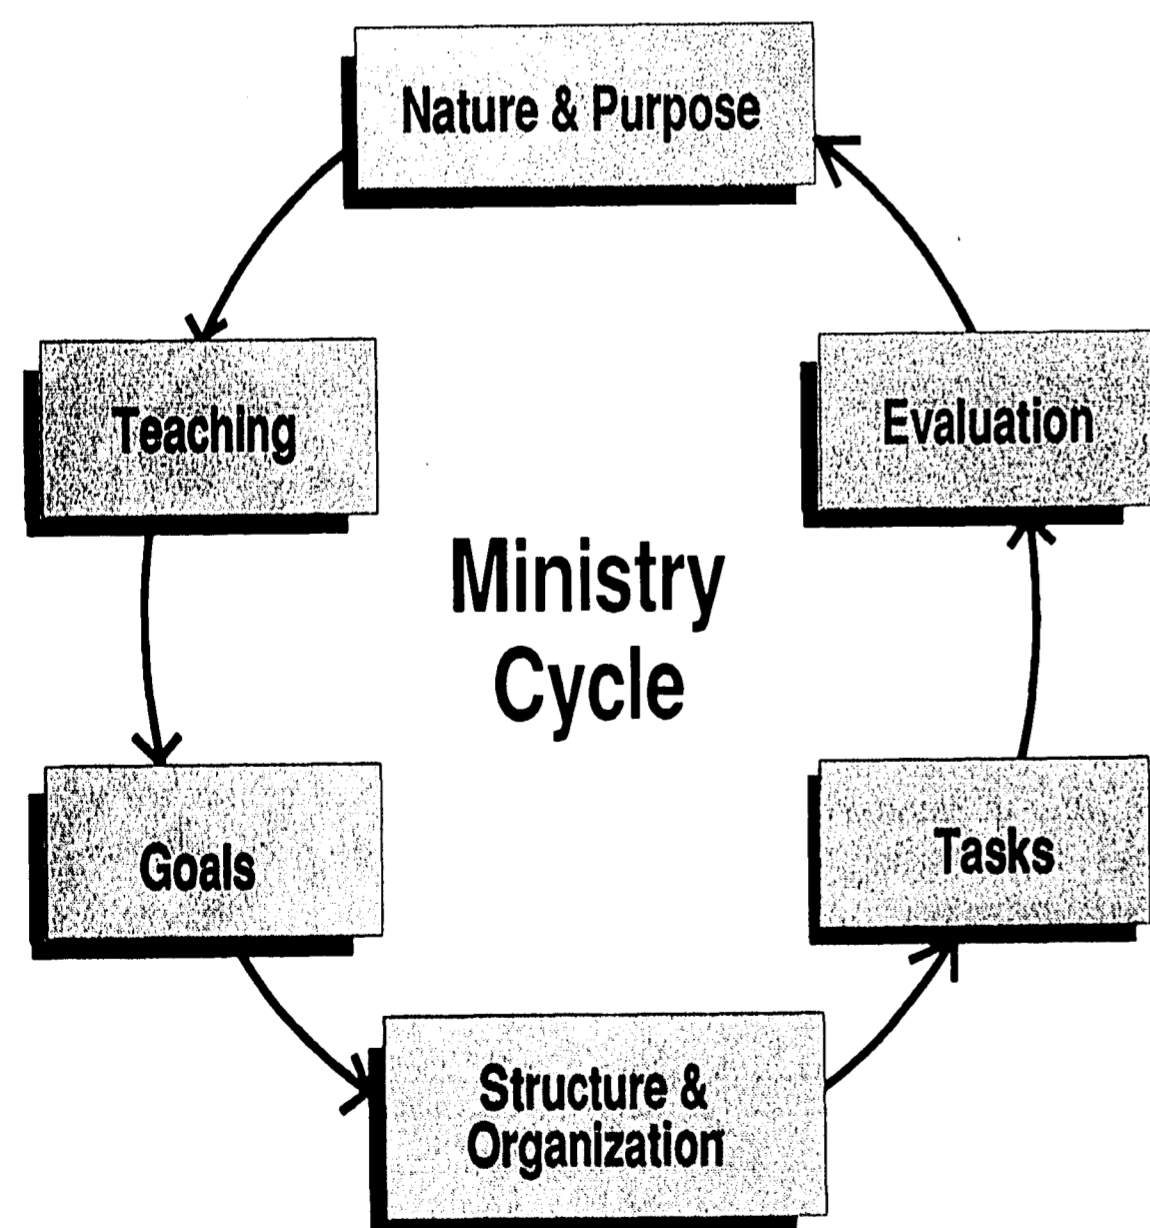 Nature & Purpose
Teaching
Evaluation
Ministry
Cycle
Goals
Tasks
Structure &
Organization